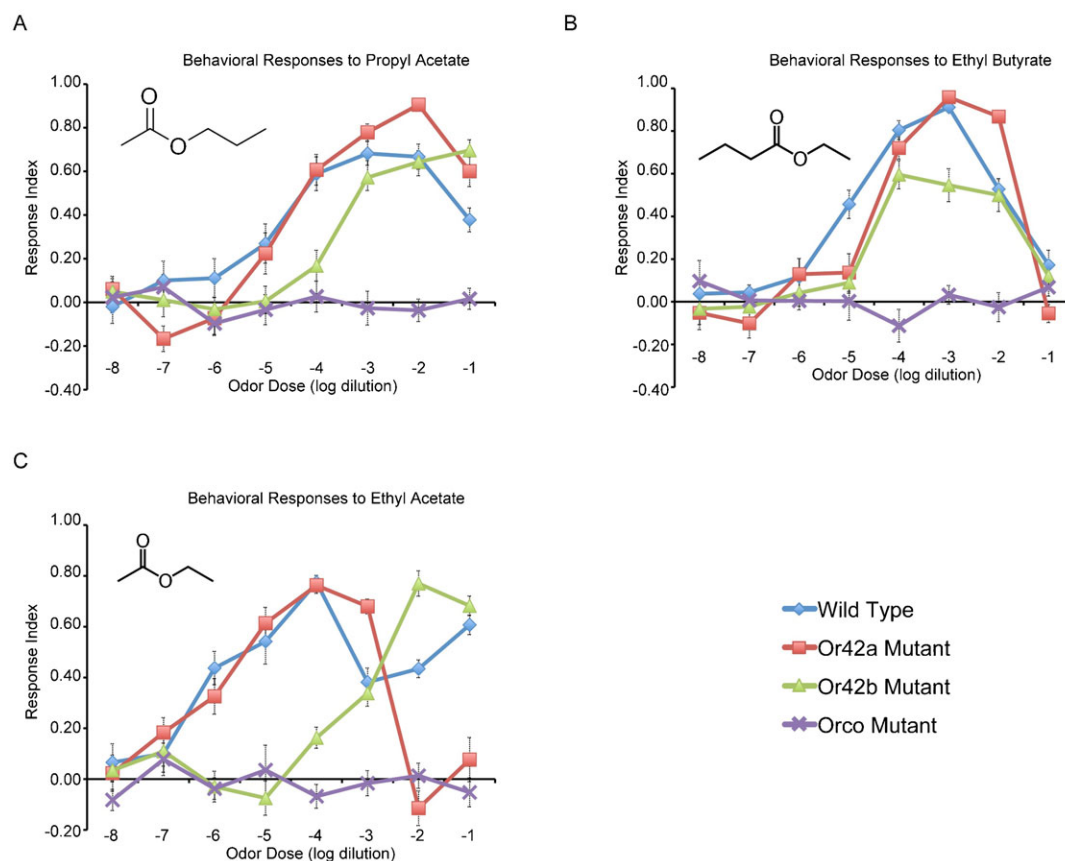 A
Behavioral Responses to Propyl Acetate
1.00
0.80
0.60
0.40
0.20
0.00
-0.20
-0.40
Response Index
O
O
-8 -7 -6 -5 -4 -3 -2 -1
Odor Dose (log dilution)
B
Behavioral Responses to Ethyl Butyrate
1.00
0.80
0.60
0.40
0.20
0.00
-0.20
-0.40
Response Index
O
O
-8 -7 -6 -5 -4 -3 -2 -1
Odor Dose (log dilution)
C
Behavioral Responses to Ethyl Acetate
1.00
0.80
0.60
0.40
0.20
0.00
-0.20
Response Index
O
O
-8 -7 -6 -5 -4 -3 -2 -1
Odor Dose (log dilution)
Wild Type
Or42a Mutant
Or42b Mutant
Orco Mutant